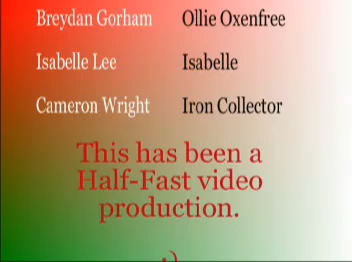 Breydan Gorham Ollie Oxenfree
Isabelle Lee Isabelle
Cameron Wright Iron Collector
This has been a
Half-Fast video
production.